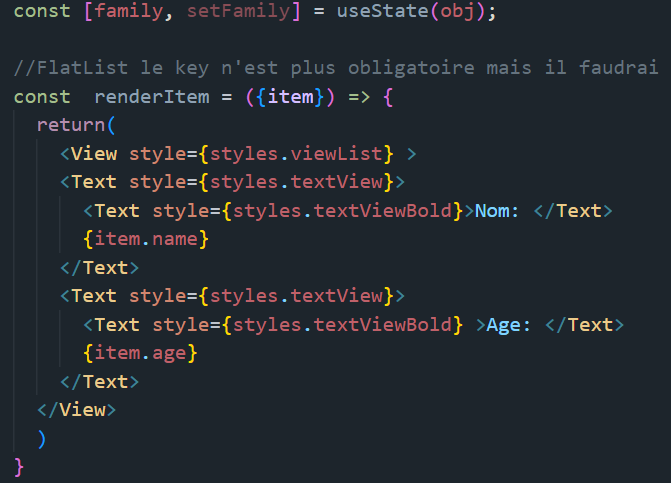 const [family, setFamily] = useState(obj);
//FlatList le key n'est plus obligatoire mais il faudrai
const  renderItem = ({item}) => {
return(
<View style={styles.viewList} >
<Text style={styles.textView}>
<Text style={styles.textViewBold}>Nom: </Text>
{item.name}
</Text>
<Text style={styles.textView}>
<Text style={styles.textViewBold} >Age: </Text>
{item.age}
</Text>
</View>
)
}